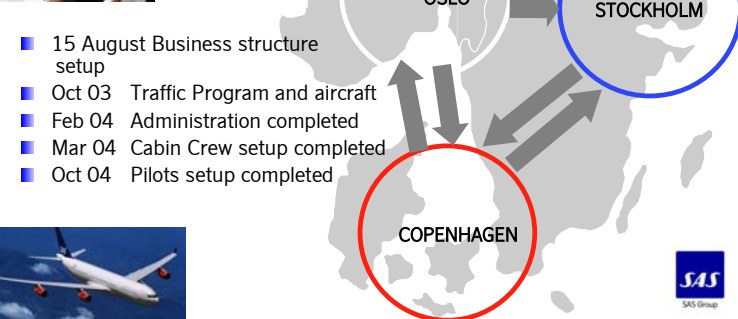 OSLO
STOCKHOLM
15 August Business structure
setup
Oct 03 Traffic Program and aircraft
Feb 04 Administration completed
Mar 04 Cabin Crew setup completed
Oct 04 Pilots setup completed
COPENHAGEN
SAS
SAS Group